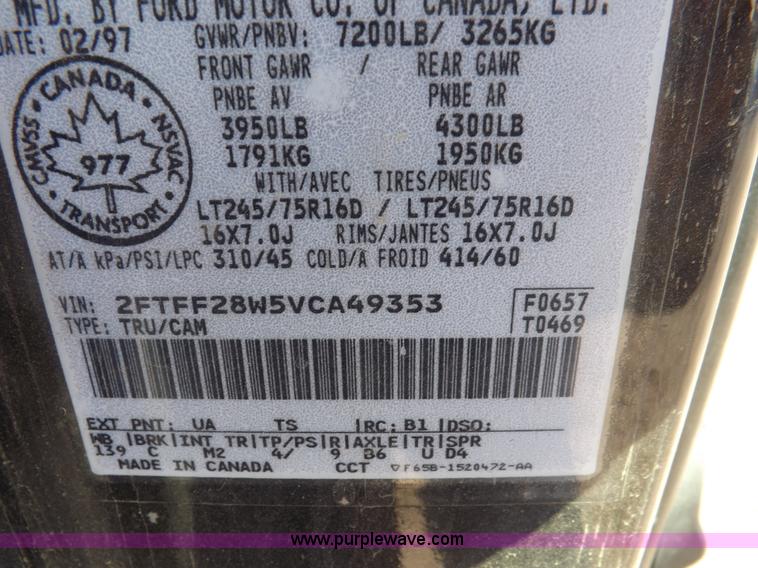 MFD. BY FORD MOTOR CO. OF CANADA, LTD.
DATE: 02/97 GVWR/PNBV: 7200LB/ 3265KG
FRONT GAWR / REAR GAWR
PNBE AV PNBE AR
3950LB 4300LB
1791KG 1950KG
WITH/AVEC TIRES/PNEUS
LT245/75R16D / LT245/75R16D
16X7.0J RIMS/JANTES 16X7.0J
AT/A kPa/PSI/LPC 310/45 COLD/A FROID 414/60
CANADA
CMVSS NSVAC
977
TRANSPORT
VIN: 2FTFF28W5VCA49353 F0657
TYPE: TRU/CAM T0469
EXT PNT: UA TS |RC: B1 |DSO:
WB |BRK|INT TR|TP/PS|R|AXLE|TR|SPR
139 C M2 4/ 9 B6 U D4
MADE IN CANADA CCT ▽F65B-1520472-AA
www.purplewave.com